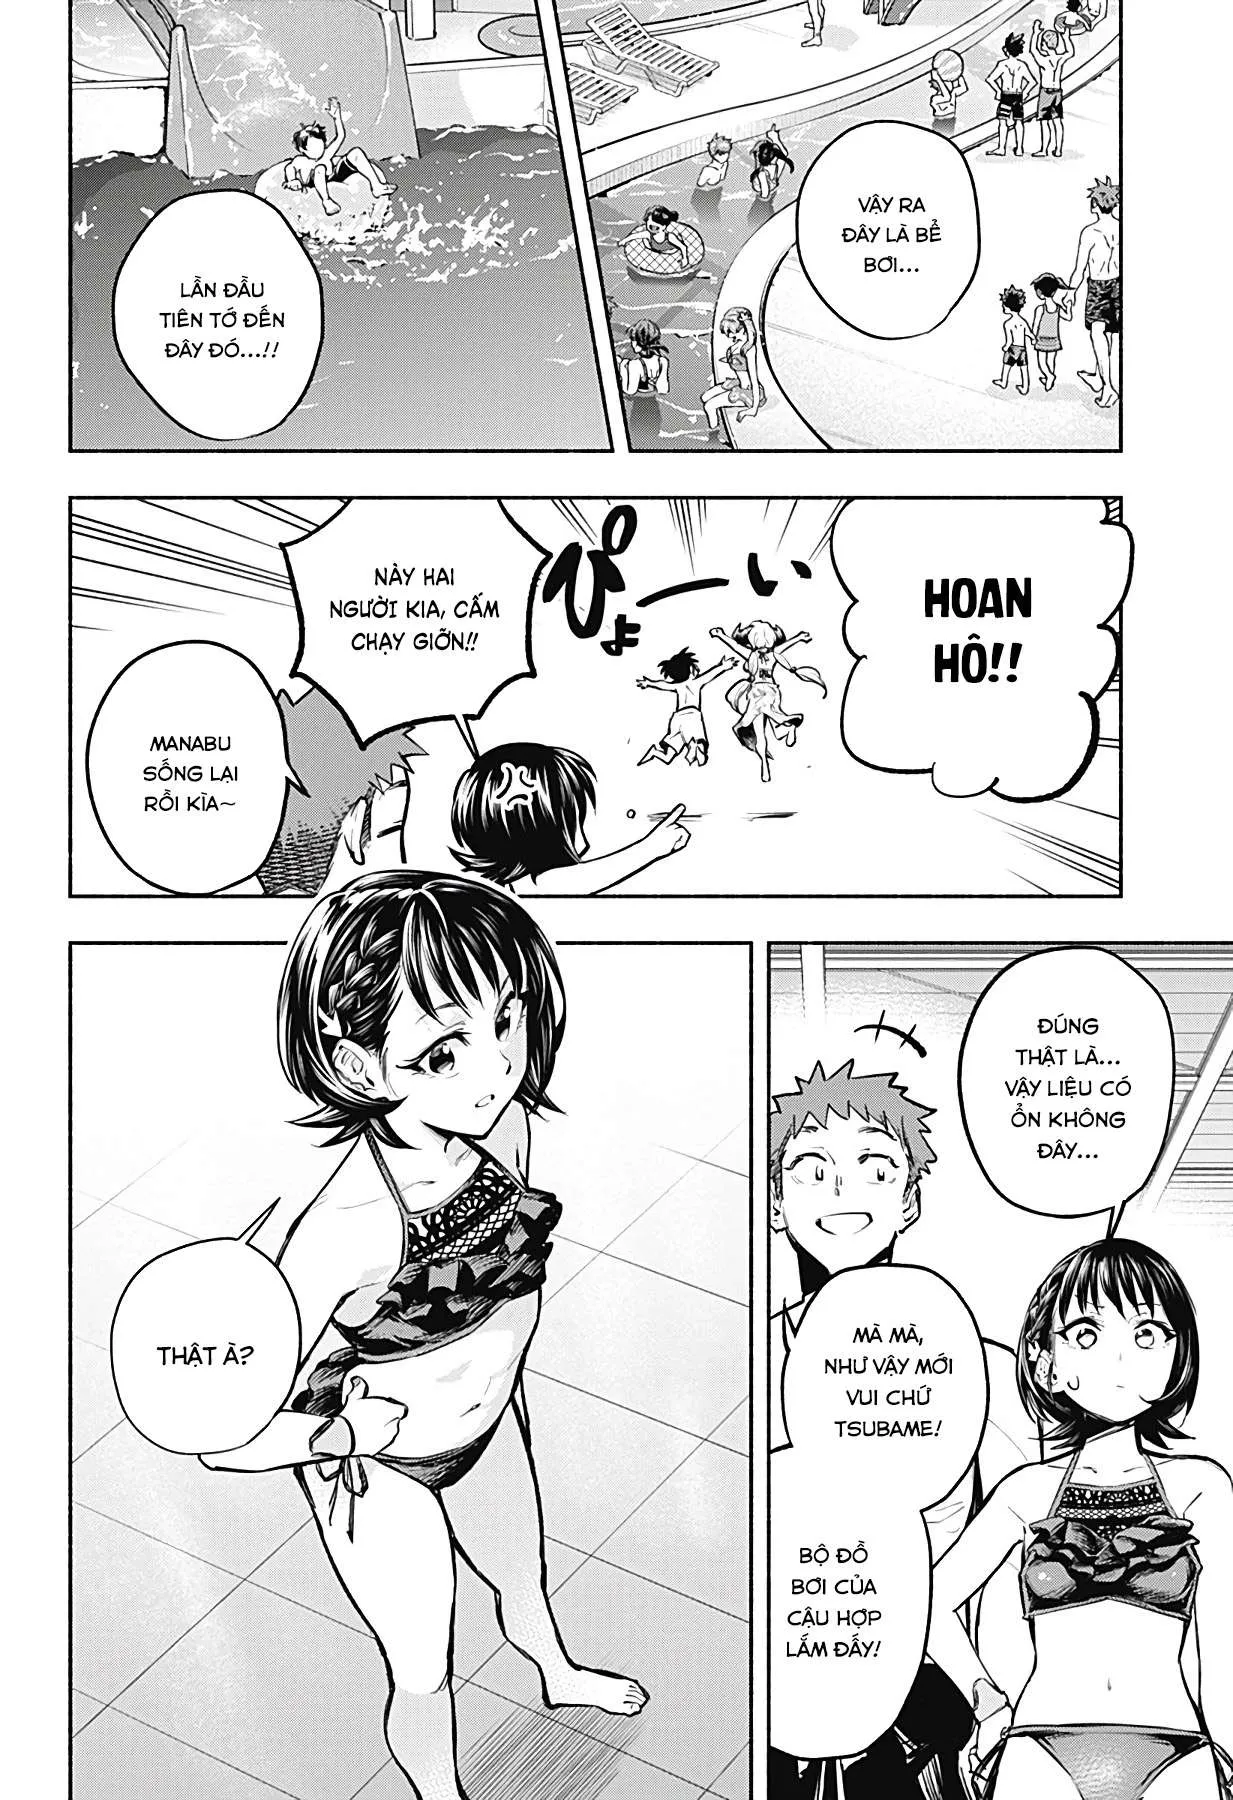 VẬY RA
ĐÂY LÀ BỂ
BƠI...
LẦN ĐẦU
TIÊN TỚ ĐẾN
ĐÂY ĐÓ...!!
HOAN
HÔ!!
ぴょーい
NÀY HAI
NGƯỜI KIA, CẤM
CHẠY GIỠN!!
MANABU
SỐNG LẠI
RỒI KÌA~
ĐÚNG
THẬT LÀ...
VẬY LIỆU CÓ
ỔN KHÔNG
ĐÂY...
MÀ MÀ,
NHƯ VẬY MỚI
VUI CHỨ
TSUBAME!
BỘ ĐỒ
BƠI CỦA
CẬU HỢP
LẮM ĐẤY!
THẬT À?